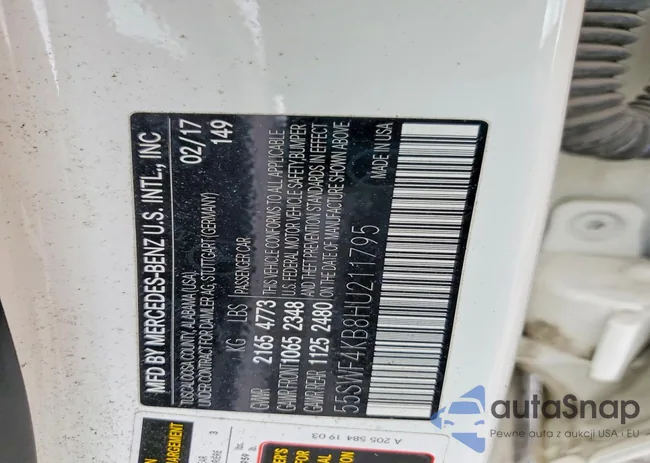 MFD BY MERCEDES-BENZ U.S. INTL., INC
TUSCALOOSA COUNTY, ALABAMA (USA)
UNDER CONTRACT FOR DAIMLER AG, STUTTGART (GERMANY)
02/17
149
KG LBS PASSENGER CAR
GVWR 2165 4773
GAWR FRONT 1065 2348
GAWR REAR 1125 2480
THIS VEHICLE CONFORMS TO ALL APPLICABLE
U.S. FEDERAL MOTOR VEHICLE SAFETY, BUMPER
AND THEFT PREVENTION STANDARDS IN EFFECT
ON THE DATE OF MANUFACTURE SHOWN ABOVE.
55SWF4KB8HU211795
MADE IN USA
A 205 584 19 03
autoSnap
Pewne auta z aukcji USA i EU